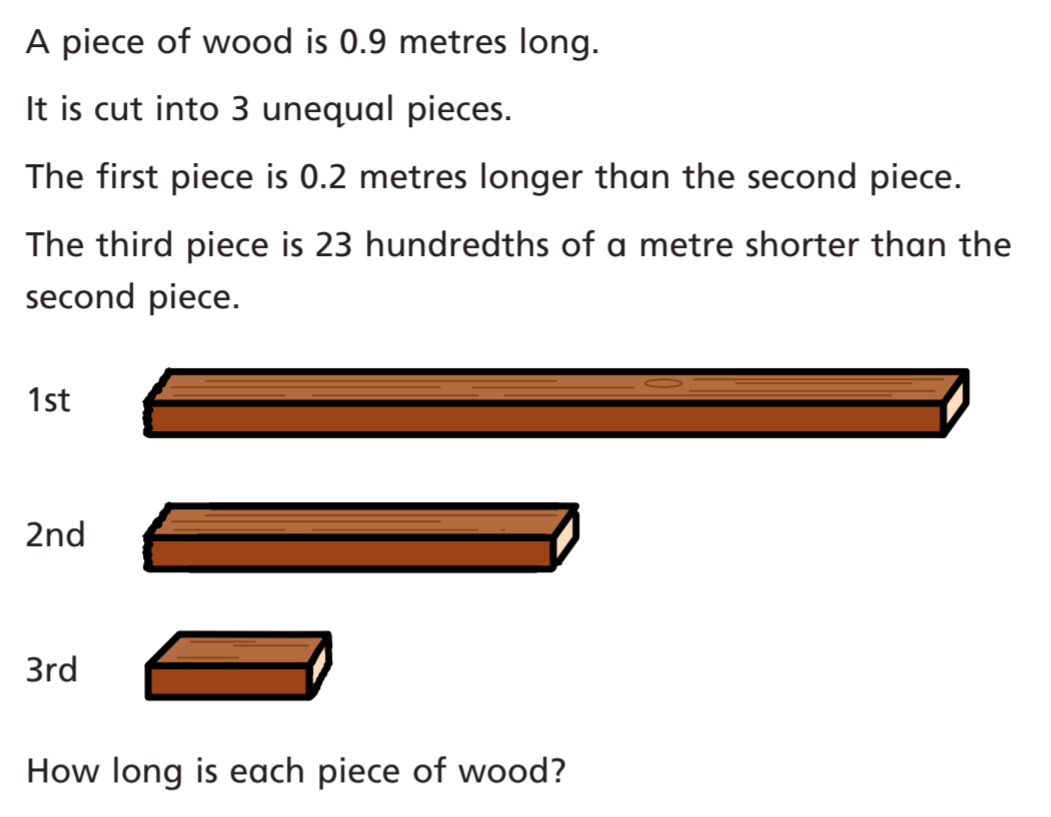 A piece of wood is 0.9 metres long.
It is cut into 3 unequal pieces.
The first piece is 0.2 metres longer than the second piece.
The third piece is 23 hundredths of a metre shorter than the
second piece.
1st
2nd
3rd
How long is each piece of wood?